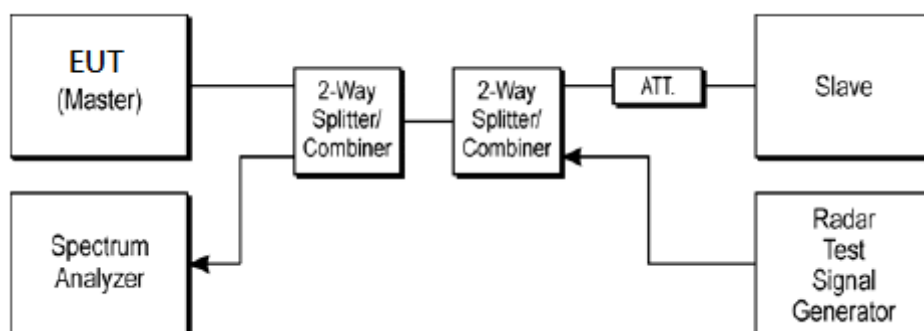 EUT
(Master)
2-Way
Splitter/
Combiner
2-Way
Splitter/
Combiner
ATT.
Slave
Spectrum
Analyzer
Radar
Test
Signal
Generator